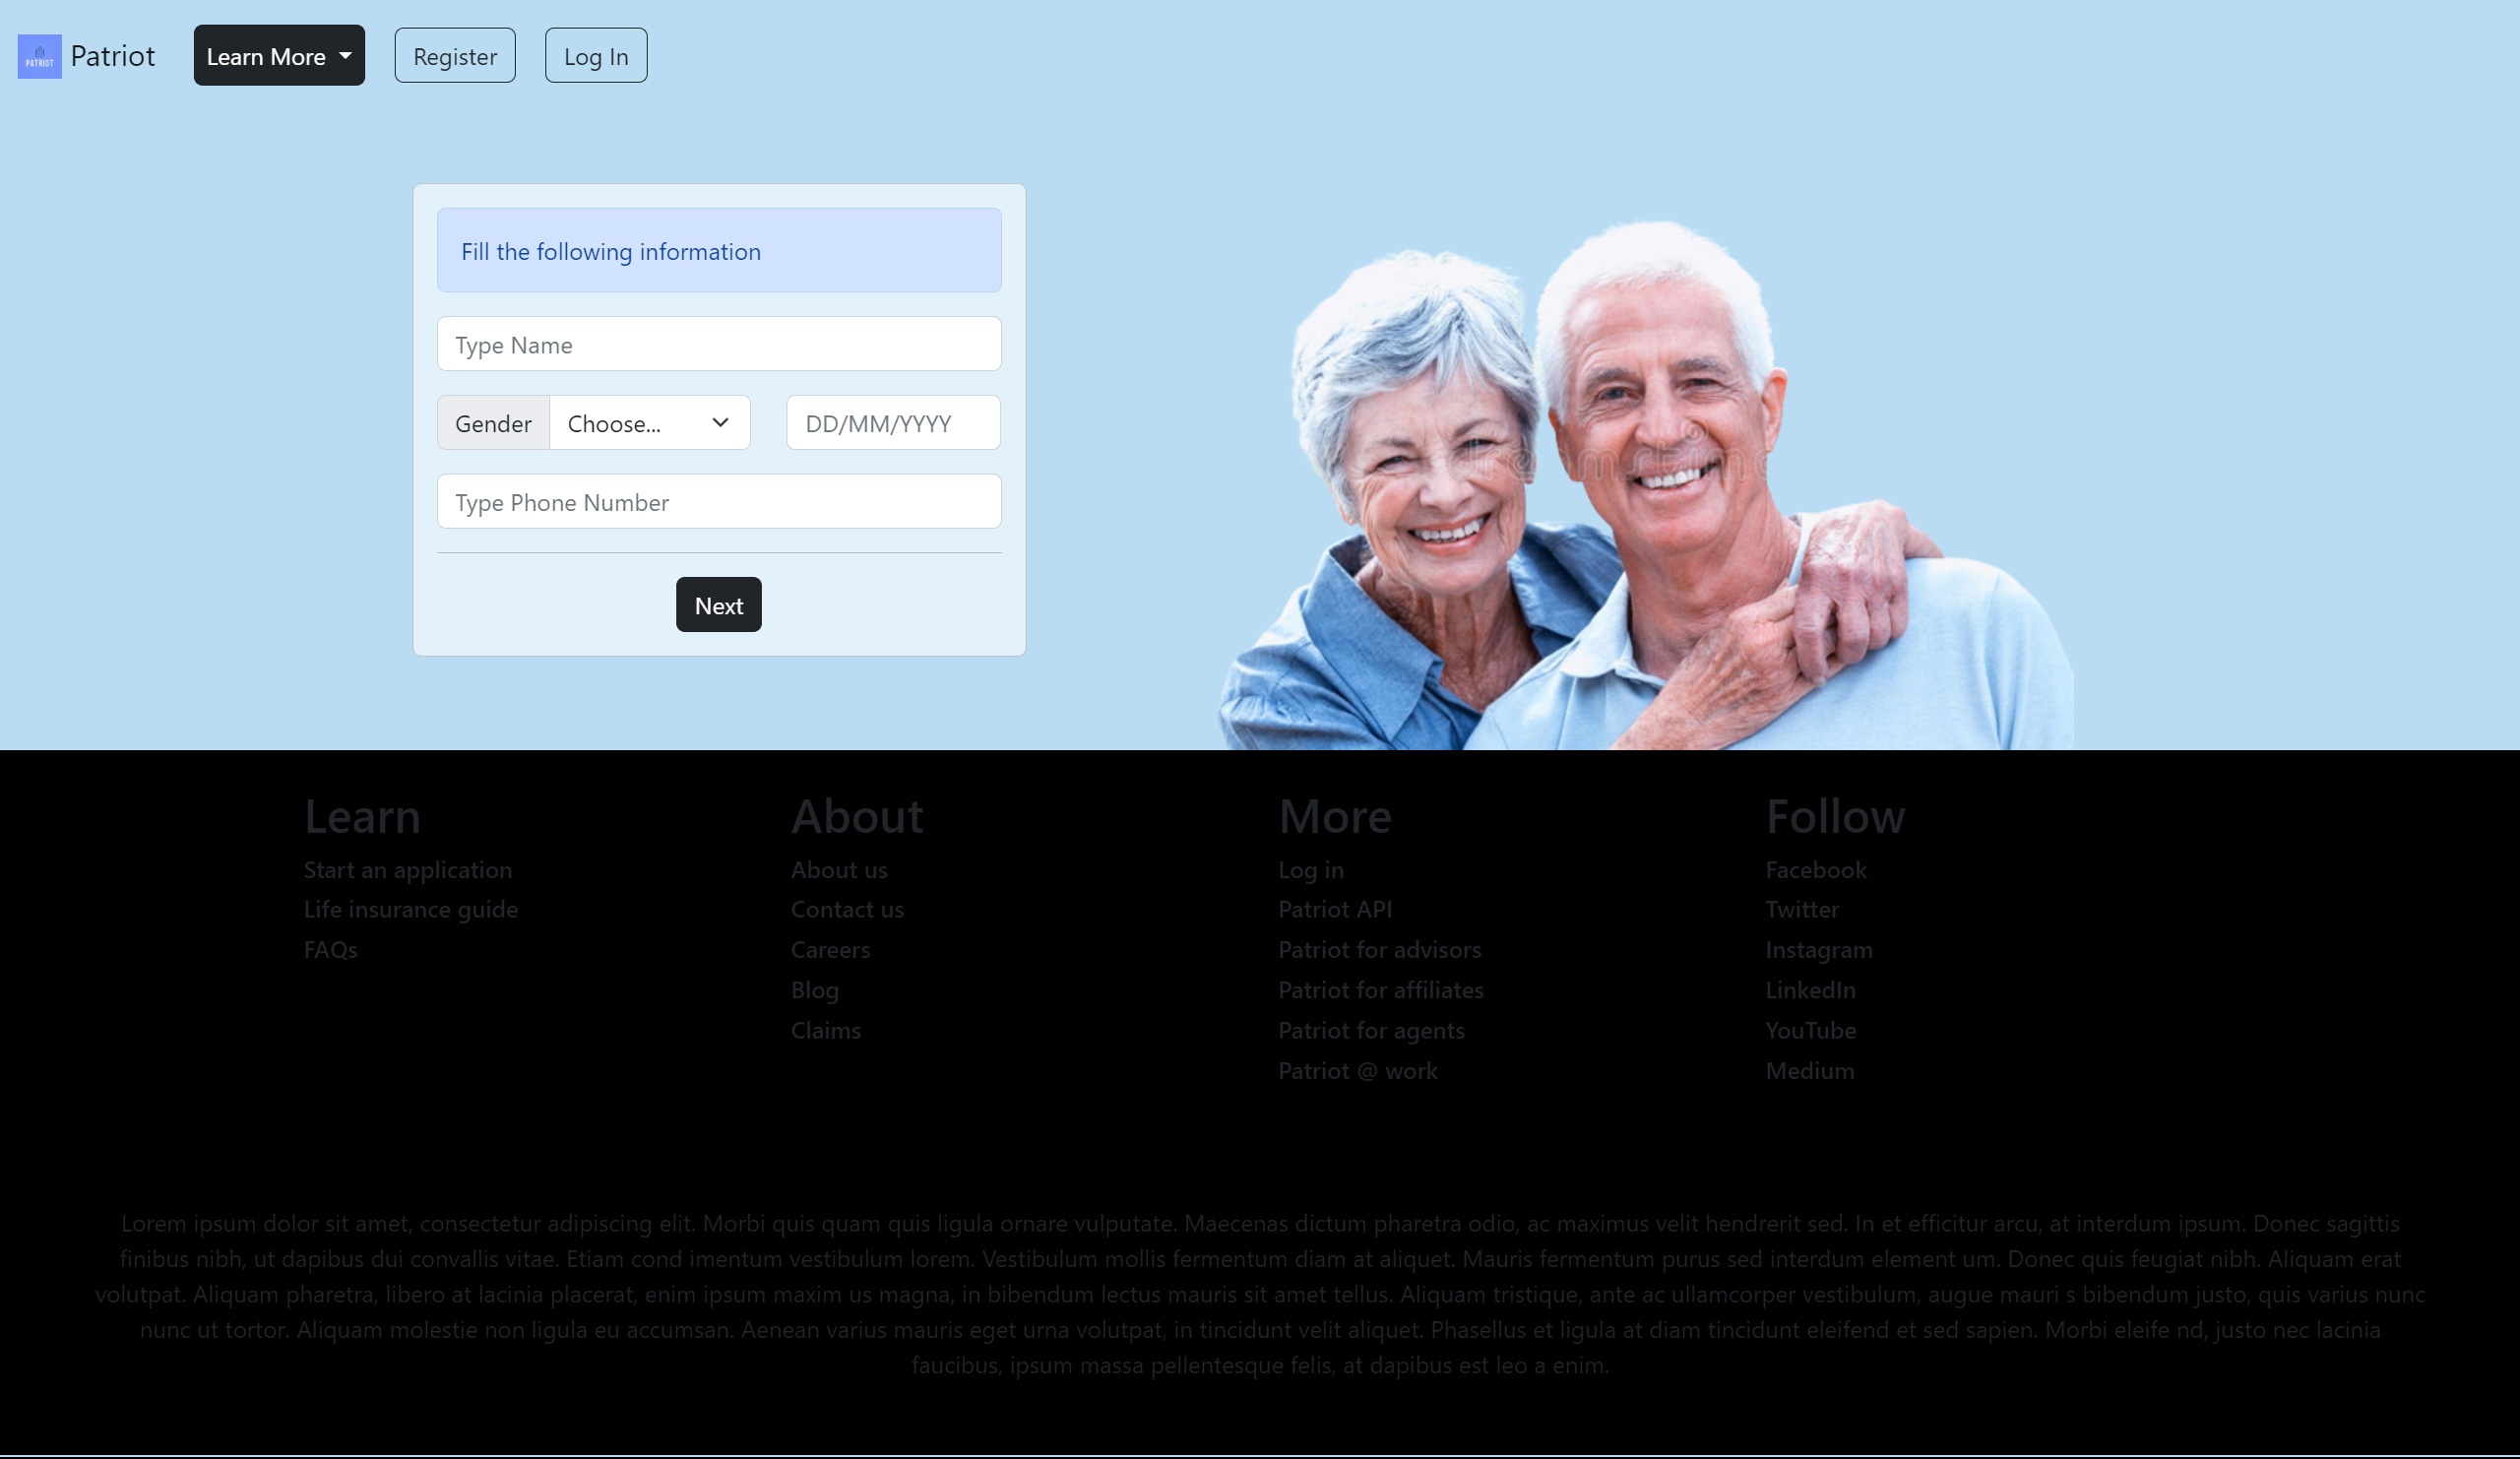 PATRIOT
Patriot
Learn More
Register
Log In
Fill the following information
Type Name
Gender
Choose...
DD/MM/YYYY
Type Phone Number
Next
Learn
Start an application
Life insurance guide
FAQs
About
About us
Contact us
Careers
Blog
Claims
More
Log in
Patriot API
Patriot for advisors
Patriot for affiliates
Patriot for agents
Patriot @ work
Follow
Facebook
Twitter
Instagram
LinkedIn
YouTube
Medium
Lorem ipsum dolor sit amet, consectetur adipiscing elit. Morbi quis quam quis ligula ornare vulputate. Maecenas dictum pharetra odio, ac maximus velit hendrerit sed. In et efficitur arcu, at interdum ipsum. Donec sagittis
finibus nibh, ut dapibus dui convallis vitae. Etiam cond imentum vestibulum lorem. Vestibulum mollis fermentum diam at aliquet. Mauris fermentum purus sed interdum element um. Donec quis feugiat nibh. Aliquam erat
volutpat. Aliquam pharetra, libero at lacinia placerat, enim ipsum maxim us magna, in bibendum lectus mauris sit amet tellus. Aliquam tristique, ante ac ullamcorper vestibulum, augue mauri s bibendum justo, quis varius nunc
nunc ut tortor. Aliquam molestie non ligula eu accumsan. Aenean varius mauris eget urna volutpat, in tincidunt velit aliquet. Phasellus et ligula at diam tincidunt eleifend et sed sapien. Morbi eleife nd, justo nec lacinia
faucibus, ipsum massa pellentesque felis, at dapibus est leo a enim.